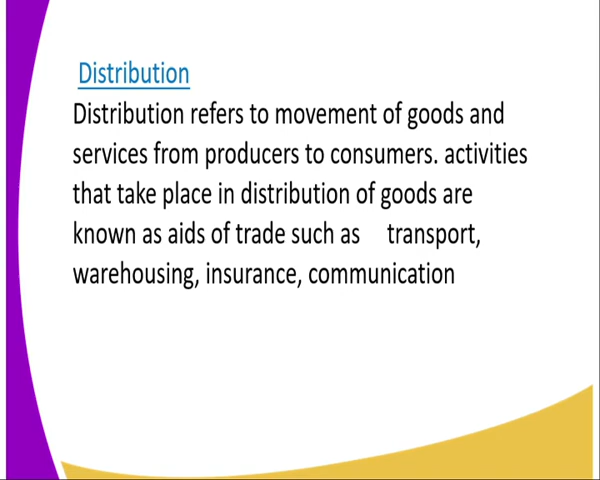 Distribution
Distribution refers to movement of goods and
services from producers to consumers. activities
that take place in distribution of goods are
known as aids of trade such as    transport,
warehousing, insurance, communication